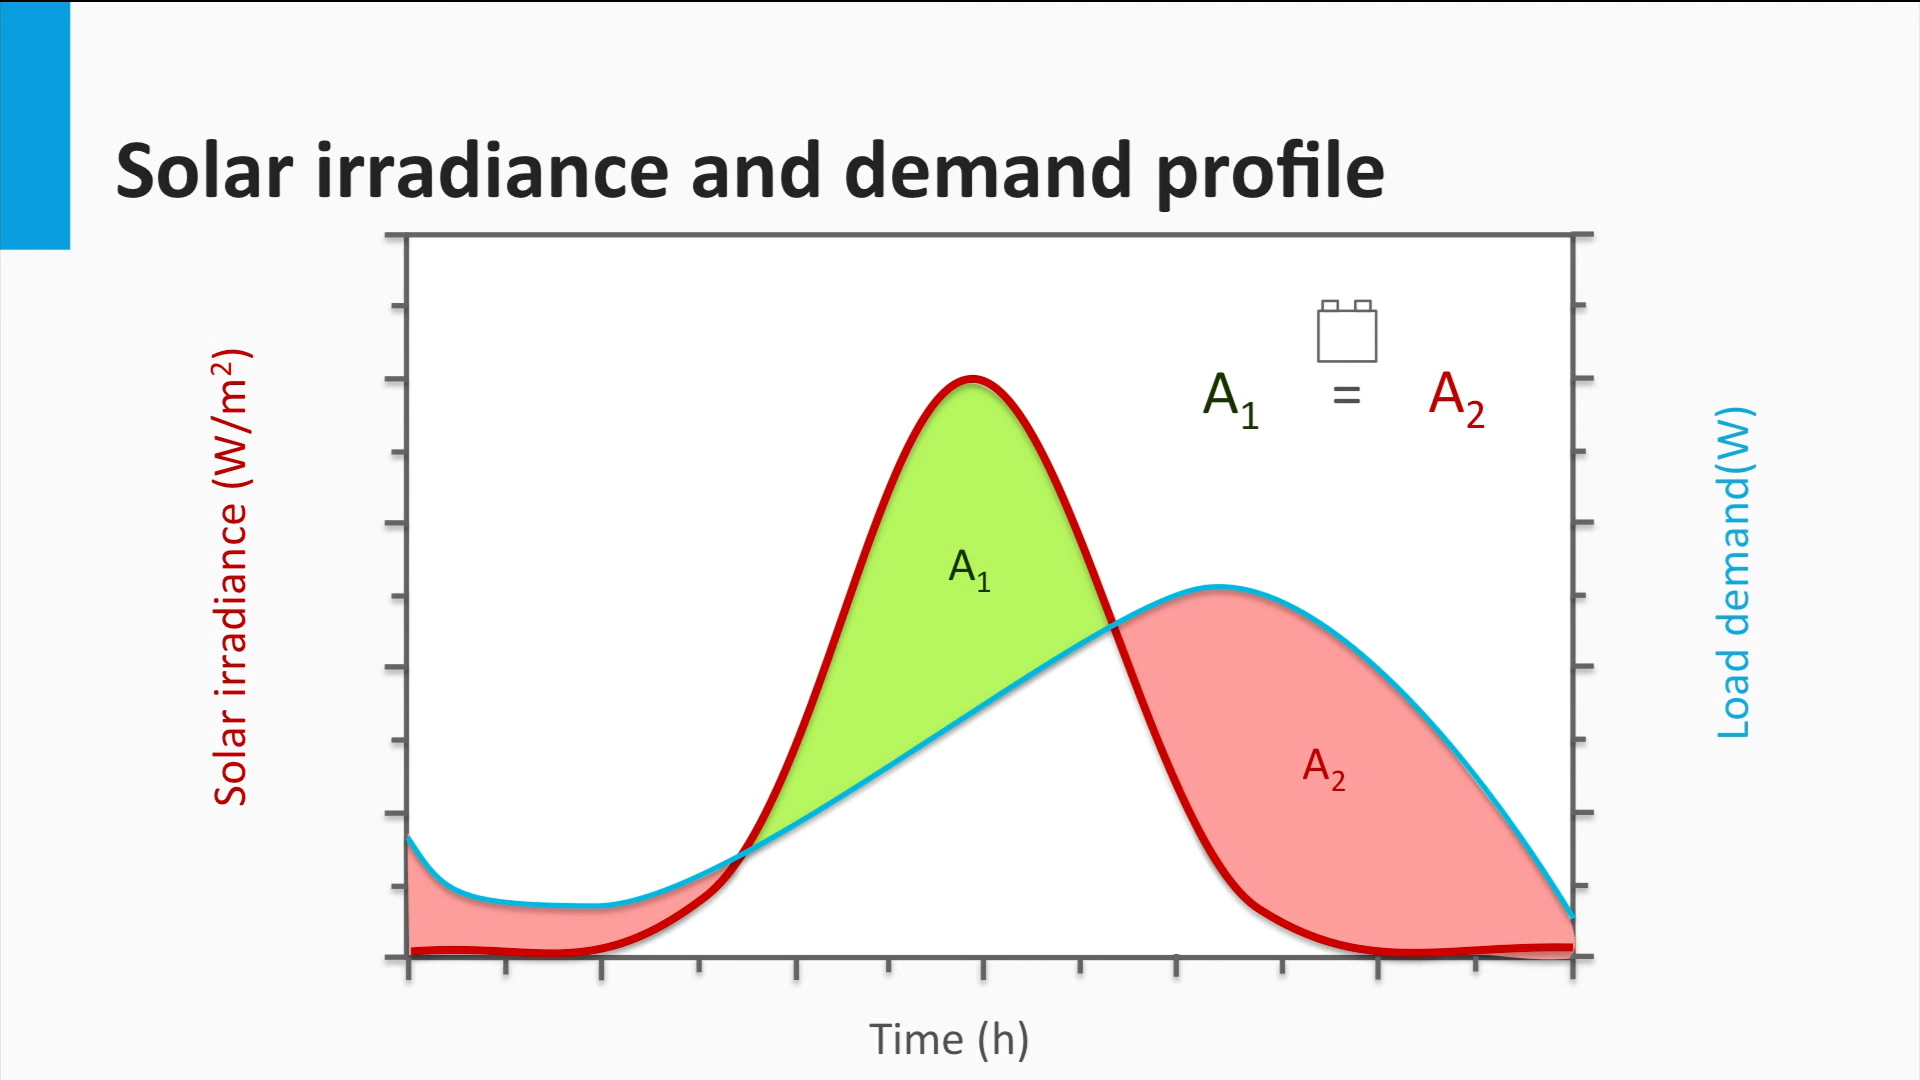 Solar irradiance and demand profile
Solar irradiance (W/m²)
A₁ = A₂
A₁
A₂
Load demand(W)
Time (h)